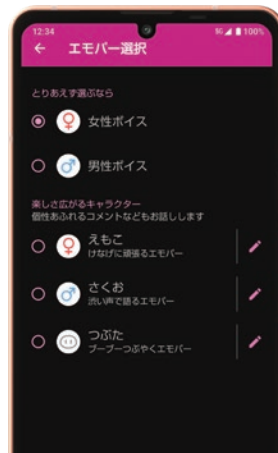 12:34
5G 100%
← エモパー選択
とりあえず選ぶなら
女性ボイス
男性ボイス
楽しさ広がるキャラクター
個性あふれるコメントなどもお話しします
えもこ
けなげに頑張るエモパー
さくお
渋い声で語るエモパー
つぶた
ブーブーつぶやくエモパー